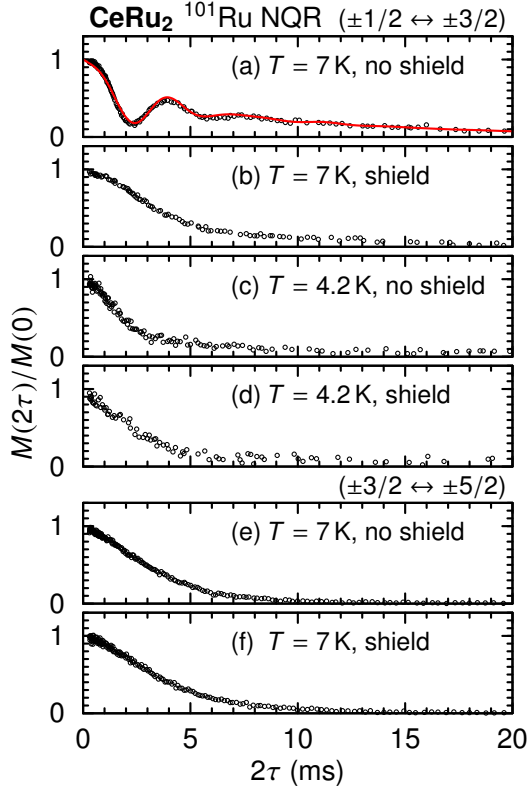 CeRu₂ ¹⁰¹Ru NQR (±1/2 ↔ ±3/2)
1
(a) T = 7 K, no shield
0
1
(b) T = 7K, shield
0
1
(c) T = 4.2 K, no shield
0
1
(d) T = 4.2 K, shield
0
(±3/2 ↔ ±5/2)
1
(e) T = 7 K, no shield
0
1
(f) T = 7 K, shield
0
0 5 10 15 20
2τ (ms)
M(2τ)/M(0)